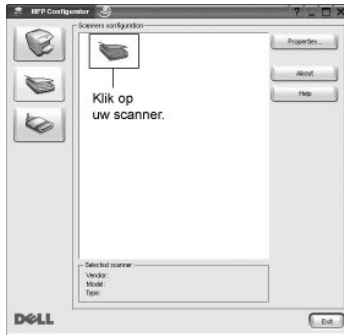 MFP Configurator
Scanners configuration
Properties...
About
Help
Klik op
uw scanner.
Selected scanner
Vendor:
Model:
Type:
DELL
Exit